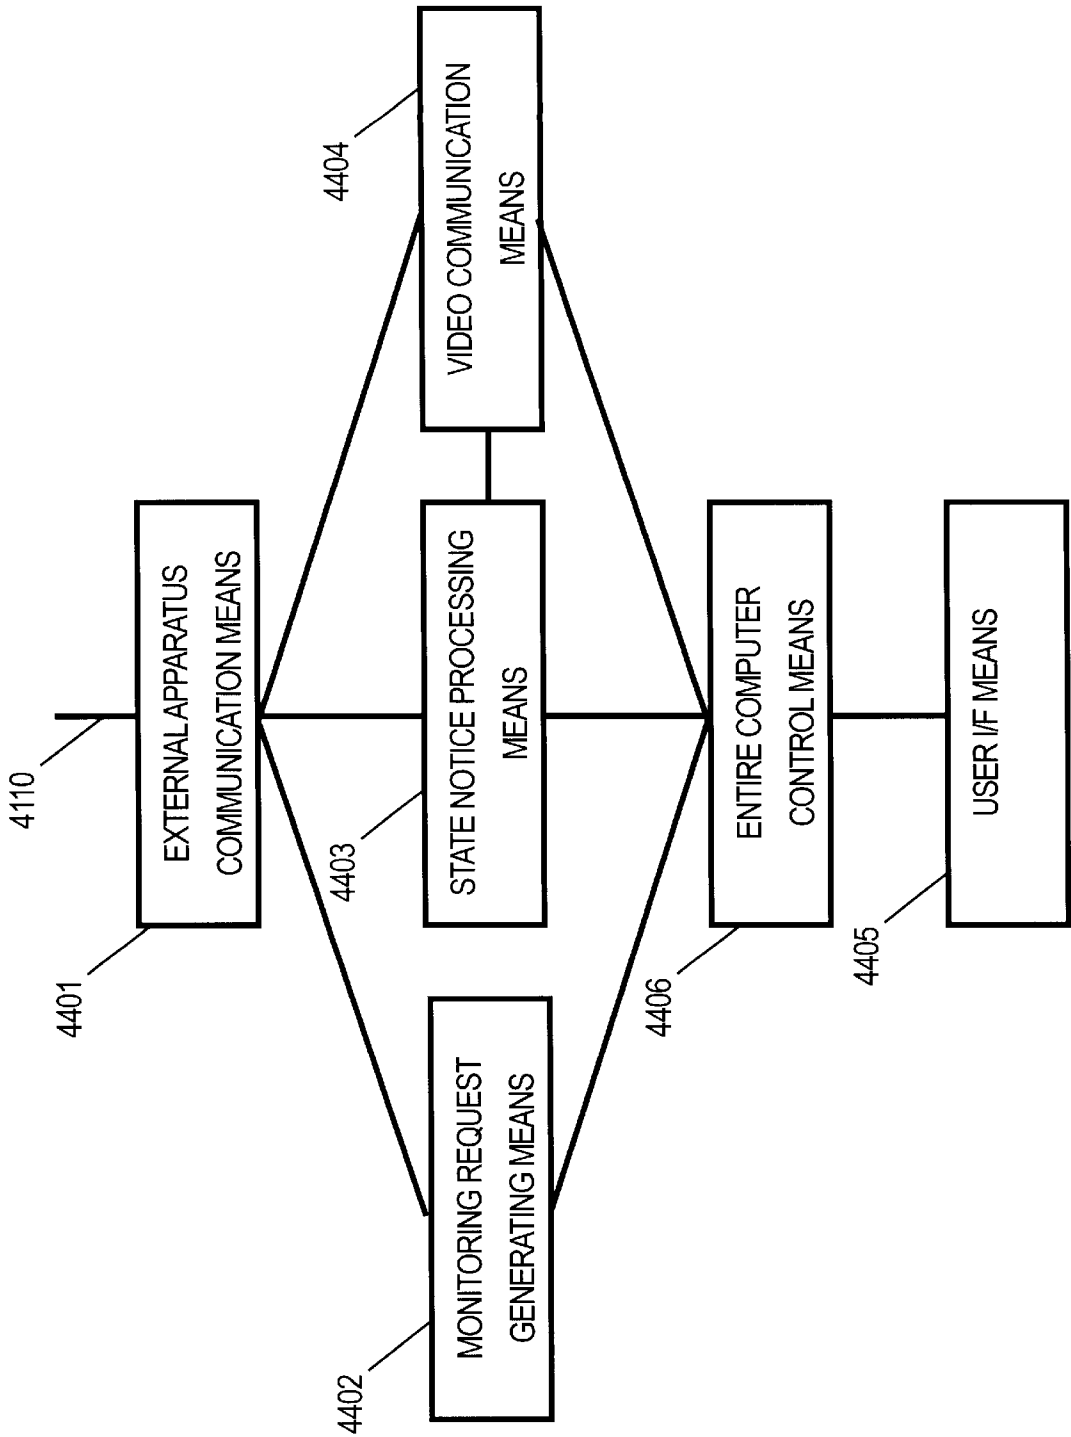 4110
4401
EXTERNAL APPARATUS
COMMUNICATION MEANS
4402
MONITORING REQUEST
GENERATING MEANS
4403
STATE NOTICE PROCESSING
MEANS
4404
VIDEO COMMUNICATION
MEANS
4406
ENTIRE COMPUTER
CONTROL MEANS
4405
USER I/F MEANS